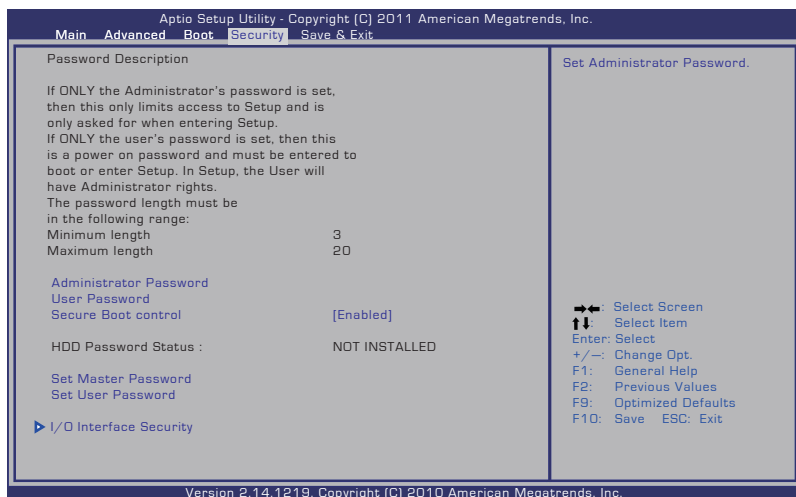 Aptio Setup Utility - Copyright (C) 2011 American Megatrends, Inc.
Main Advanced Boot Security Save & Exit
Password Description
If ONLY the Administrator's password is set,
then this only limits access to Setup and is
only asked for when entering Setup.
If ONLY the user's password is set, then this
is a power on password and must be entered to
boot or enter Setup. In Setup, the User will
have Administrator rights.
The password length must be
in the following range:
Minimum length 3
Maximum length 20
Administrator Password
User Password
Secure Boot control [Enabled]
HDD Password Status : NOT INSTALLED
Set Master Password
Set User Password
I/O Interface Security
Set Administrator Password.
→←: Select Screen
↑↓: Select Item
Enter: Select
+/—: Change Opt.
F1: General Help
F2: Previous Values
F9: Optimized Defaults
F10: Save ESC: Exit
Version 2.14.1219. Copyright (C) 2010 American Megatrends, Inc.